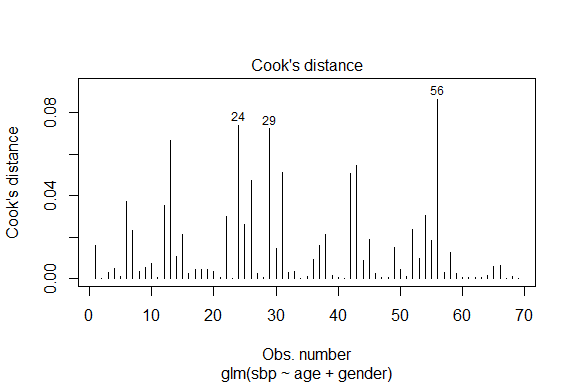 Cook's distance
Cook's distance
0.08
0.04
0.00
24
29
56
0 10 20 30 40 50 60 70
Obs. number
glm(sbp ~ age + gender)